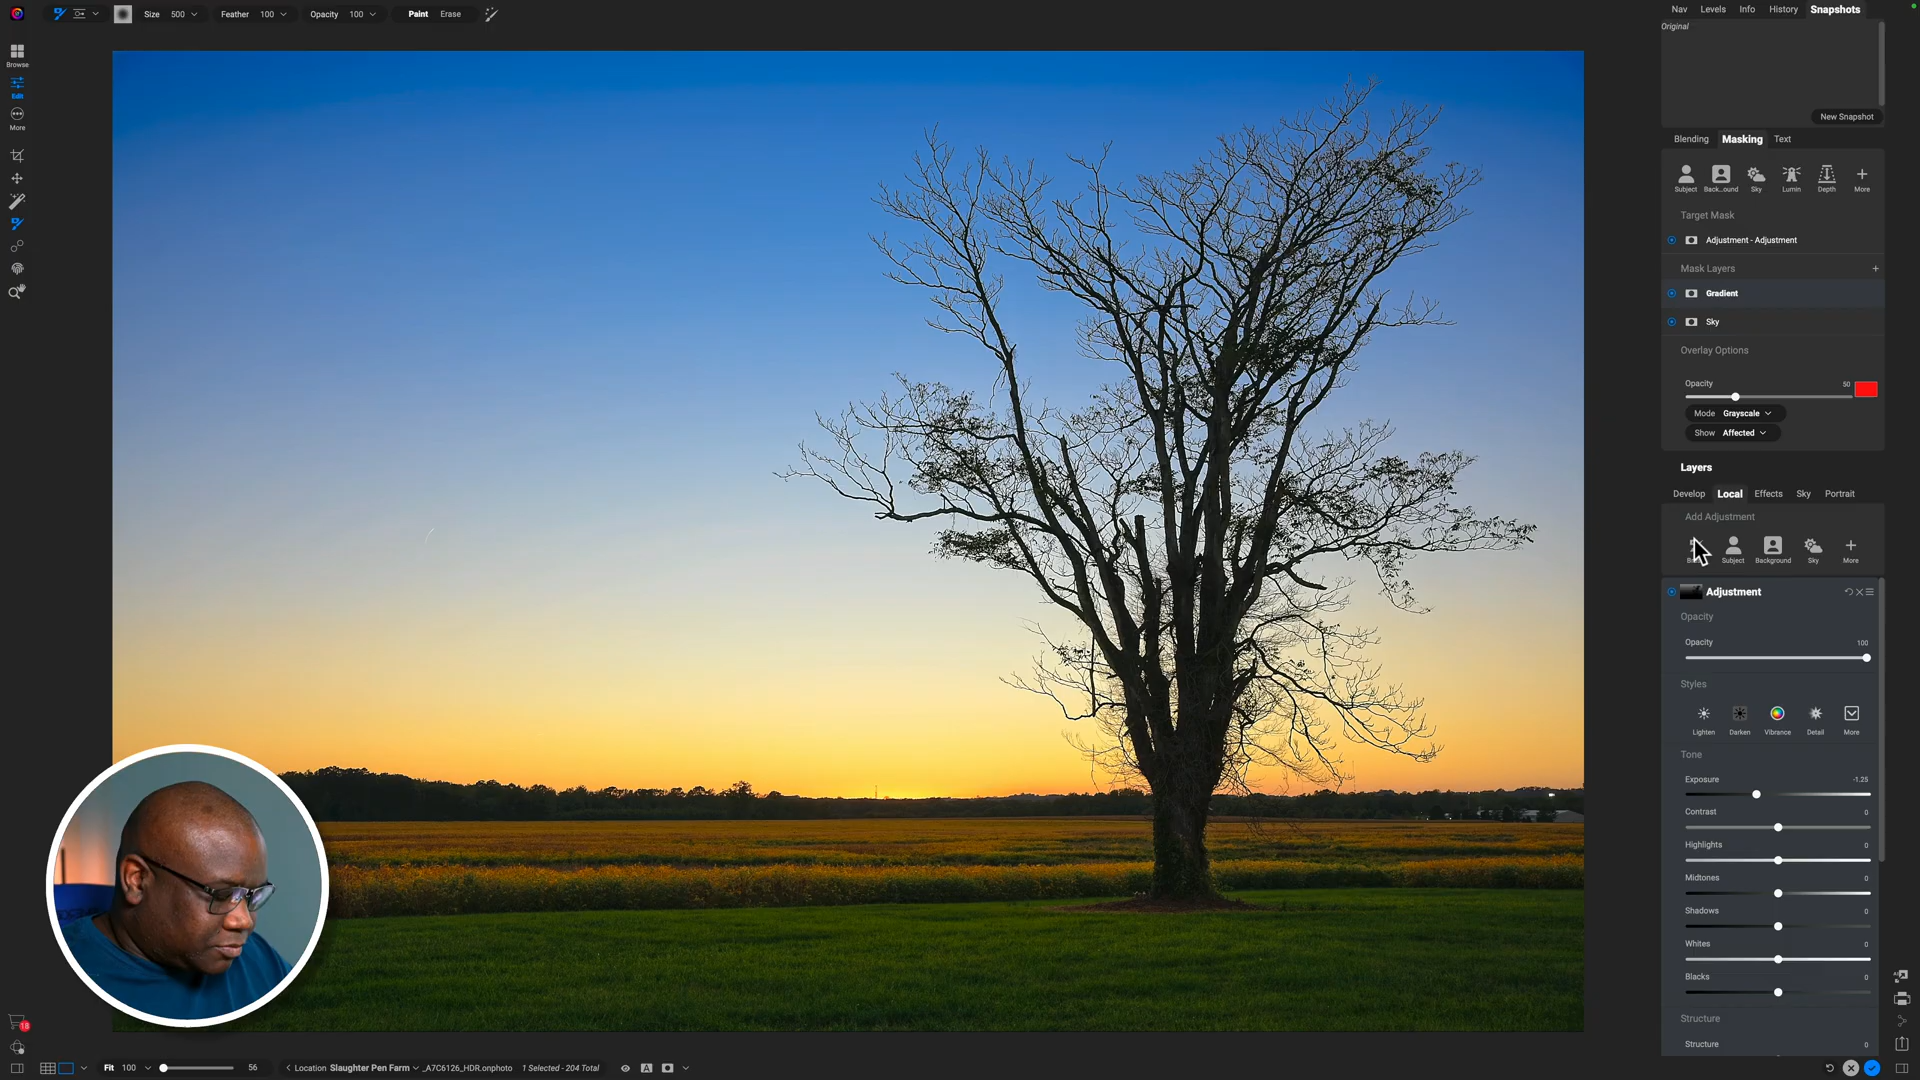 Size 500 Feather 100 Opacity 100 Paint Erase
Nav Levels Info History Snapshots
Original
New Snapshot
Browse
Edit
More
Blending Masking Text
Subject Back...ound Sky Lumin Depth More
Target Mask
Adjustment - Adjustment
Mask Layers
Gradient
Sky
Overlay Options
Opacity 50
Mode Grayscale
Show Affected
Layers
Develop Local Effects Sky Portrait
Add Adjustment
Subject Background Sky More
Adjustment
Opacity
Opacity 100
Styles
Lighten Darken Vibrance Detail More
Tone
Exposure -1.25
Contrast 0
Highlights 0
Midtones 0
Shadows 0
Whites 0
Blacks 0
Structure
Structure 0
18
Fit 100 56 Location Slaughter Pen Farm _A7C6126_HDR.onphoto 1 Selected - 204 Total A